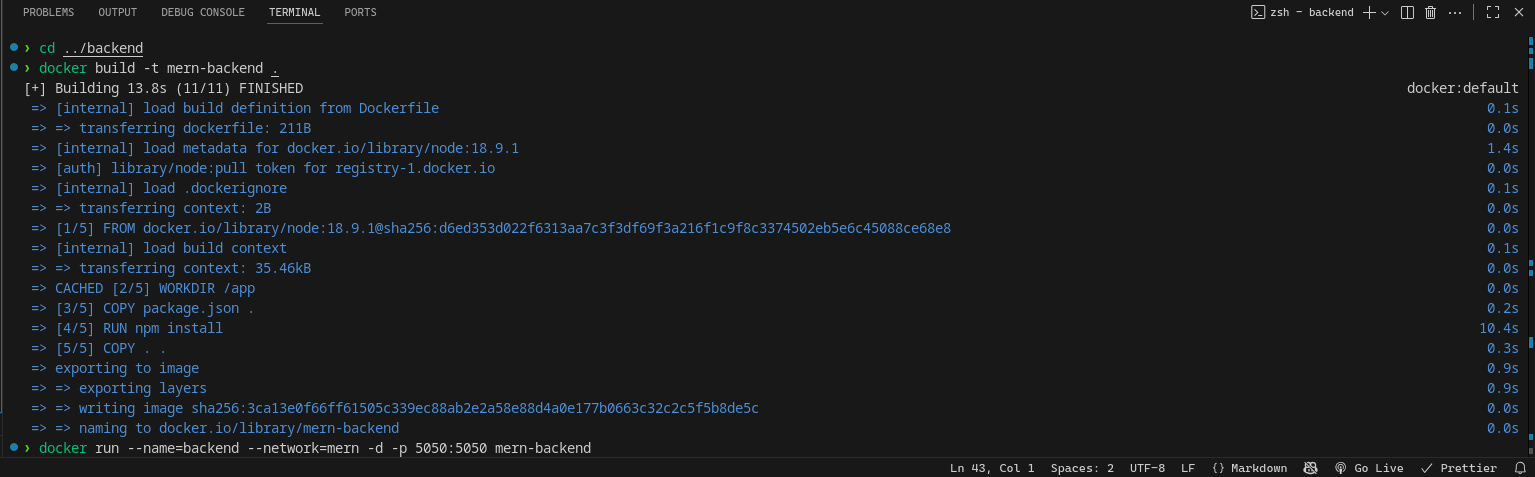 PROBLEMS OUTPUT DEBUG CONSOLE TERMINAL PORTS zsh - backend
› cd ../backend
› docker build -t mern-backend .
[+] Building 13.8s (11/11) FINISHED docker:default
=> [internal] load build definition from Dockerfile 0.1s
=> => transferring dockerfile: 211B 0.0s
=> [internal] load metadata for docker.io/library/node:18.9.1 1.4s
=> [auth] library/node:pull token for registry-1.docker.io 0.0s
=> [internal] load .dockerignore 0.1s
=> => transferring context: 2B 0.0s
=> [1/5] FROM docker.io/library/node:18.9.1@sha256:d6ed353d022f6313aa7c3f3df69f3a216f1c9f8c3374502eb5e6c45088ce68e8 0.0s
=> [internal] load build context 0.1s
=> => transferring context: 35.46kB 0.0s
=> CACHED [2/5] WORKDIR /app 0.0s
=> [3/5] COPY package.json . 0.2s
=> [4/5] RUN npm install 10.4s
=> [5/5] COPY . . 0.3s
=> exporting to image 0.9s
=> => exporting layers 0.9s
=> => writing image sha256:3ca13e0f66ff61505c339ec88ab2e2a58e88d4a0e177b0663c32c2c5f5b8de5c 0.0s
=> => naming to docker.io/library/mern-backend 0.0s
› docker run --name=backend --network=mern -d -p 5050:5050 mern-backend
Ln 43, Col 1 Spaces: 2 UTF-8 LF {} Markdown Go Live Prettier